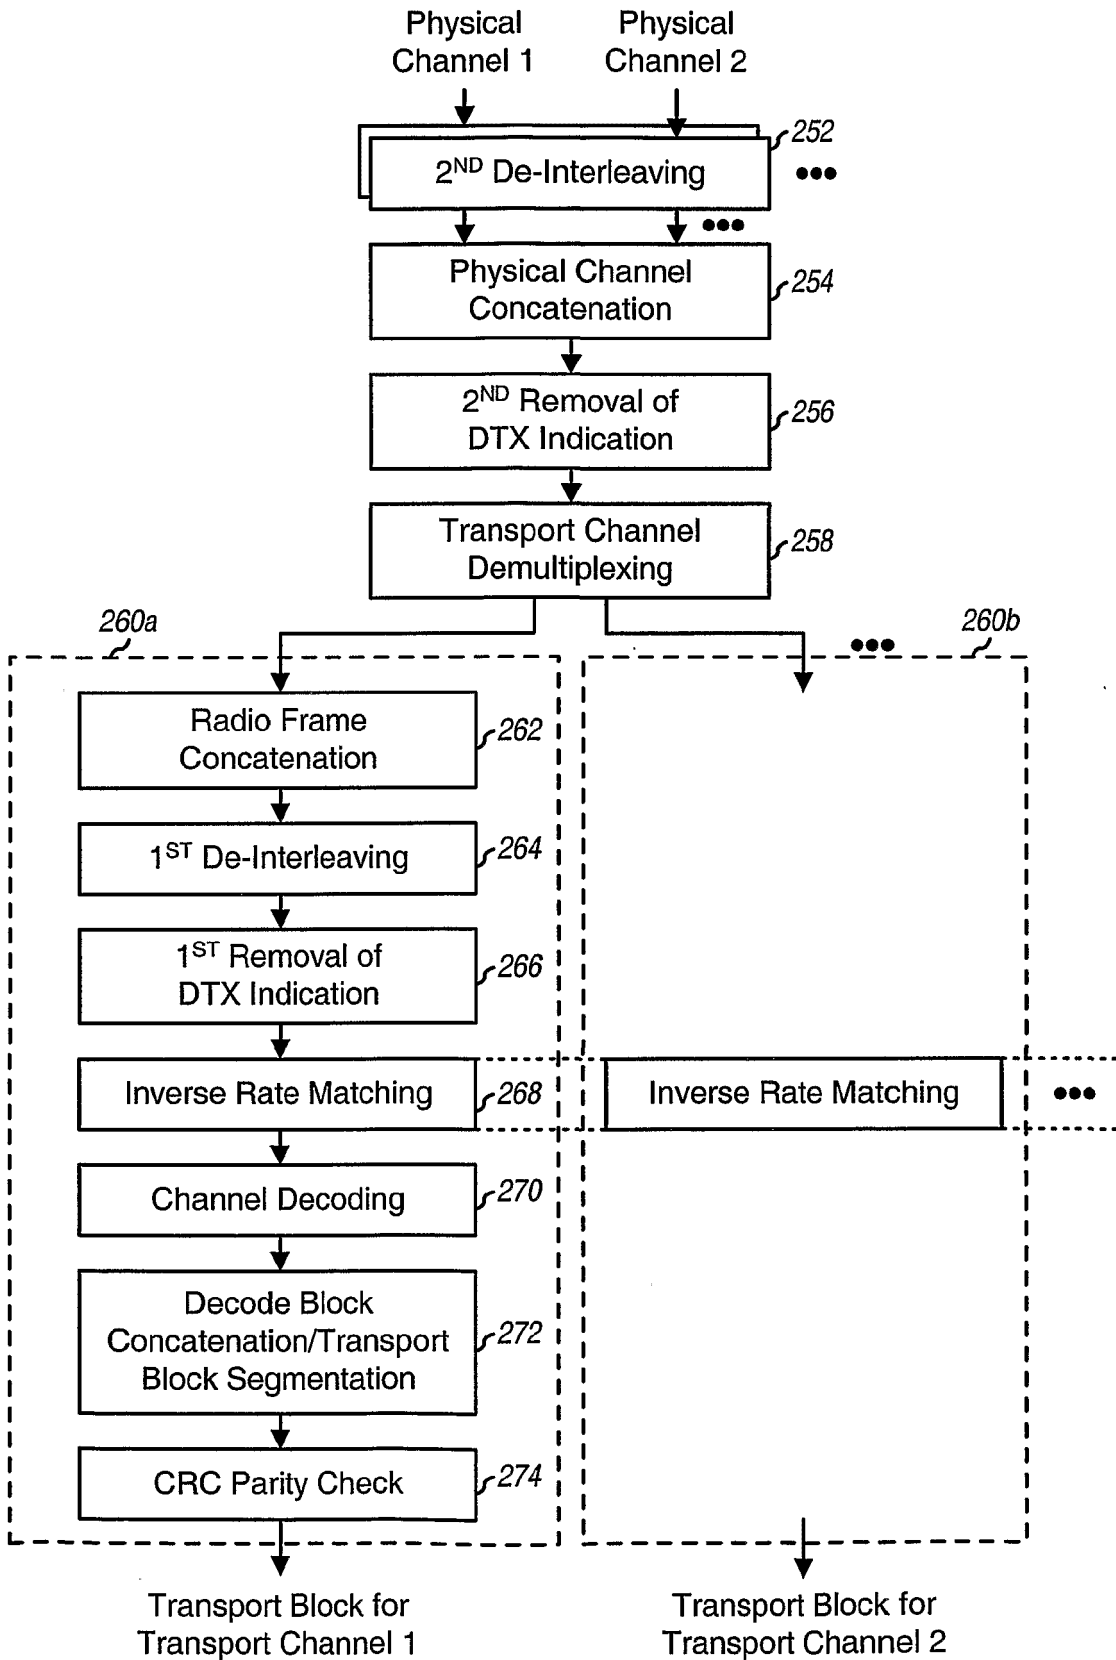 Physical
Channel 1
Physical
Channel 2
252
2ND De-Interleaving
Physical Channel
Concatenation
254
2ND Removal of
DTX Indication
256
Transport Channel
Demultiplexing
258
260a
260b
Radio Frame
Concatenation
262
1ST De-Interleaving
264
1ST Removal of
DTX Indication
266
Inverse Rate Matching
268
Inverse Rate Matching
Channel Decoding
270
Decode Block
Concatenation/Transport
Block Segmentation
272
CRC Parity Check
274
Transport Block for
Transport Channel 1
Transport Block for
Transport Channel 2